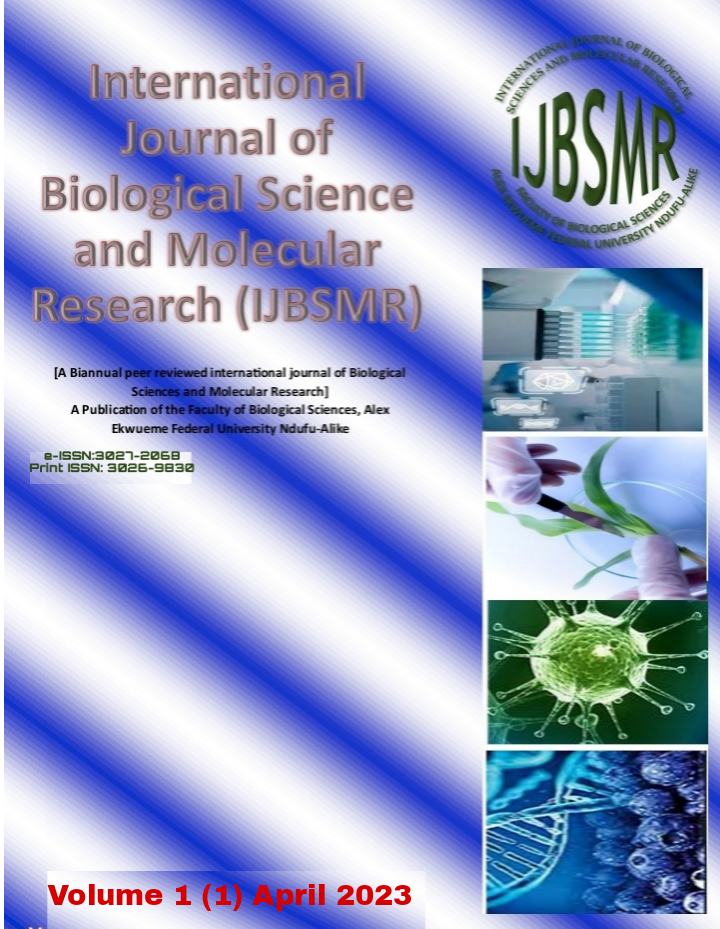 International
Journal of
Biological Science
and Molecular
Research (IJBSMR)
[A Biannual peer reviewed international journal of Biological
Sciences and Molecular Research]
A Publication of the Faculty of Biological Sciences, Alex
Ekwueme Federal University Ndufu-Alike
e-ISSN:3027-2068
Print ISSN: 3026-9830
INTERNATIONAL JOURNAL OF BIOLOGICAL
SCIENCES AND MOLECULAR RESEARCH
IJBSMR
FACULTY OF BIOLOGICAL SCIENCES
ALEX EKWUEME FEDERAL UNIVERSITY NDUFU-ALIKE
Volume 1 (1) April 2023